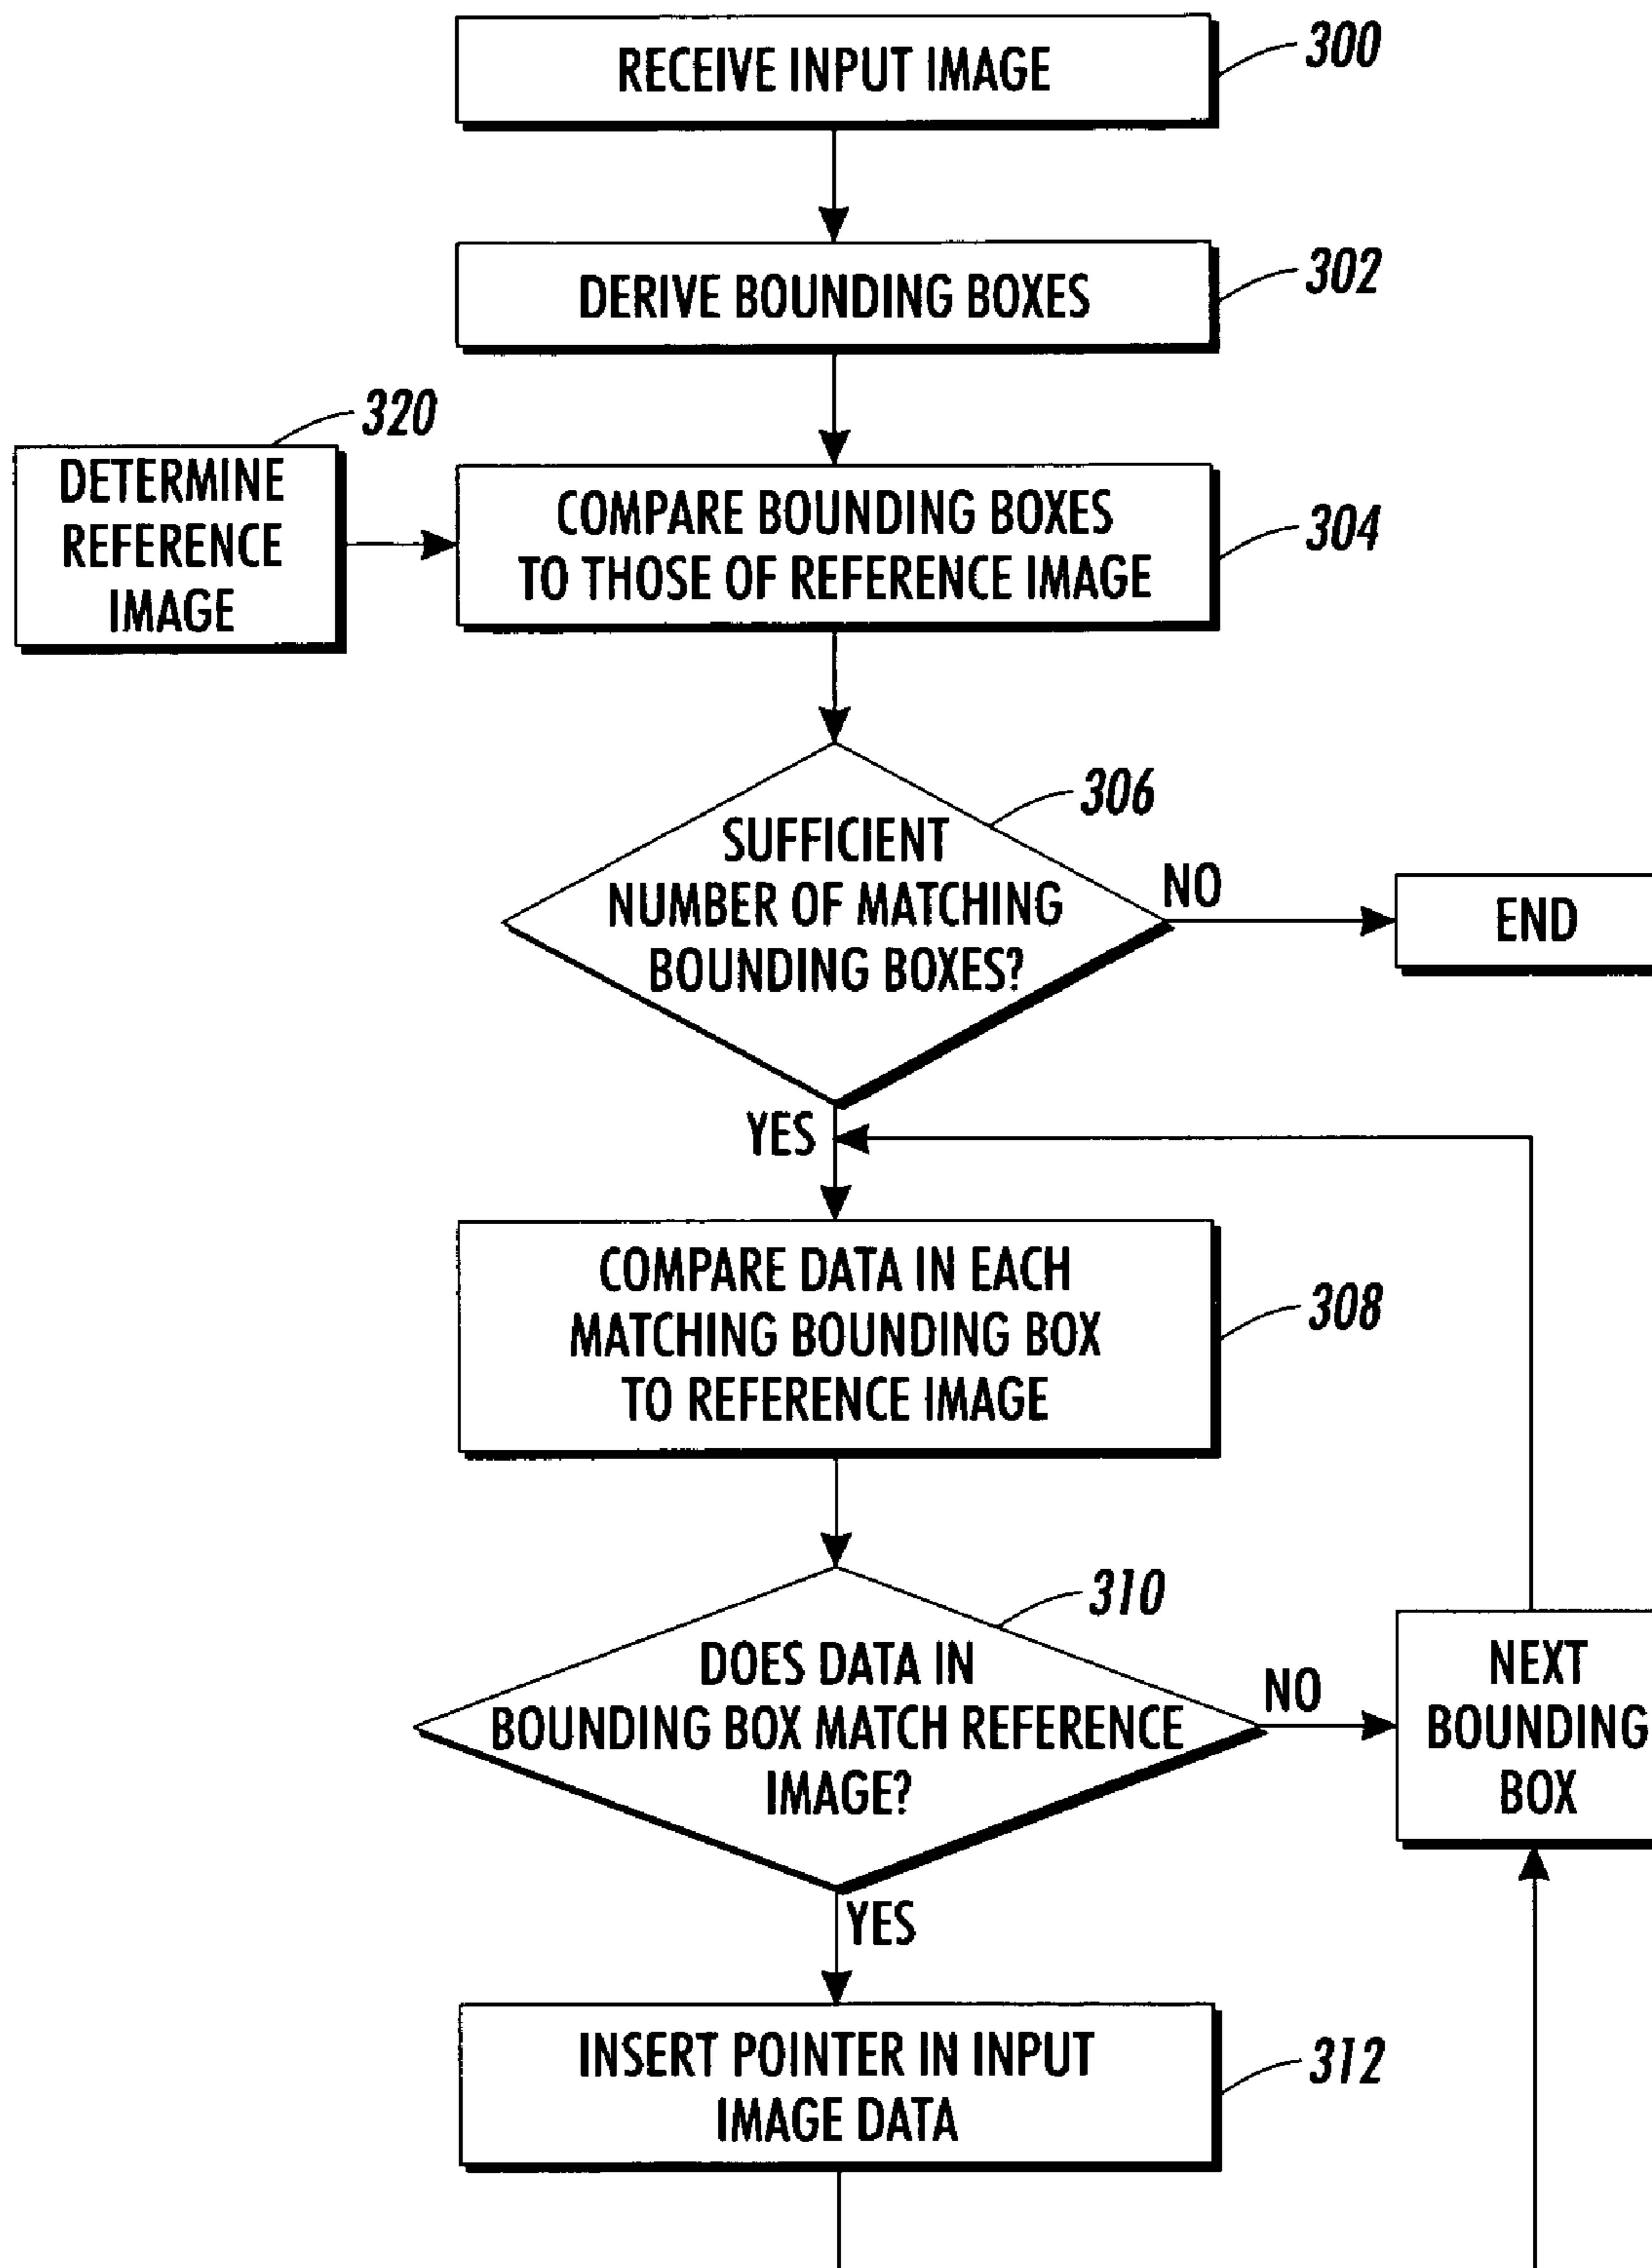 RECEIVE INPUT IMAGE
300
DERIVE BOUNDING BOXES
302
320
DETERMINE
REFERENCE
IMAGE
COMPARE BOUNDING BOXES
TO THOSE OF REFERENCE IMAGE
304
306
SUFFICIENT
NUMBER OF MATCHING
BOUNDING BOXES?
NO
END
YES
COMPARE DATA IN EACH
MATCHING BOUNDING BOX
TO REFERENCE IMAGE
308
310
DOES DATA IN
BOUNDING BOX MATCH REFERENCE
IMAGE?
NO
NEXT
BOUNDING
BOX
YES
INSERT POINTER IN INPUT
IMAGE DATA
312